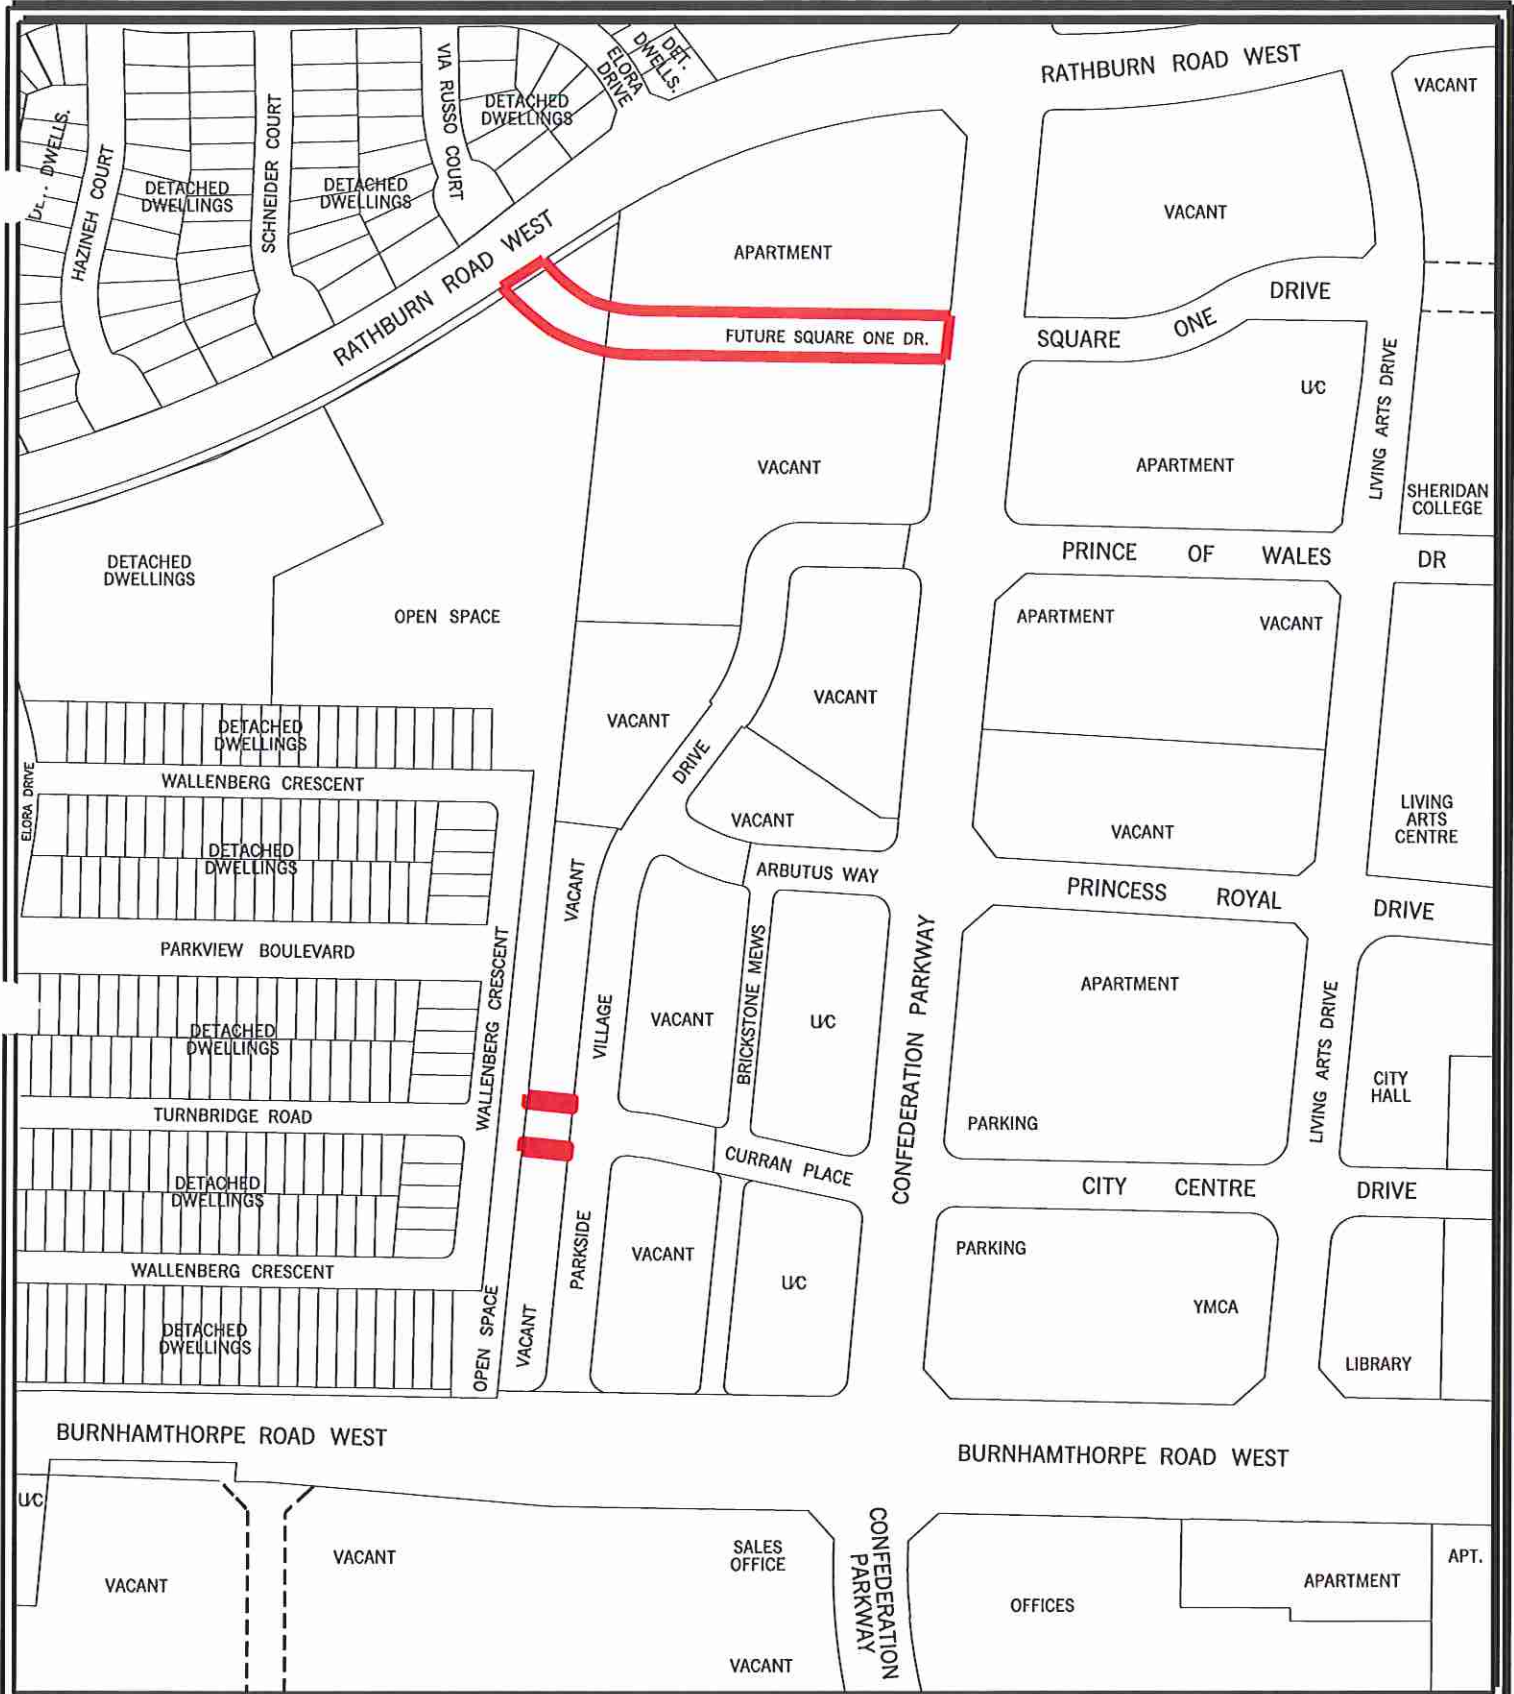 RATHBURN ROAD WEST
VACANT
DET.
DWELLS.
ELORA
DRIVE
VIA RUSSO COURT
DETACHED
DWELLINGS
DWELLS.
HAZINEH COURT
DETACHED
DWELLINGS
SCHNEIDER COURT
DETACHED
DWELLINGS
VACANT
RATHBURN ROAD WEST
APARTMENT
DRIVE
FUTURE SQUARE ONE DR.
SQUARE ONE
LIVING ARTS DRIVE
U/C
VACANT
APARTMENT
SHERIDAN
COLLEGE
PRINCE OF WALES DR
DETACHED
DWELLINGS
OPEN SPACE
APARTMENT
VACANT
VACANT
VACANT
DETACHED
DWELLINGS
DRIVE
WALLENBERG CRESCENT
ELORA DRIVE
VACANT
VACANT
LIVING
ARTS
CENTRE
DETACHED
DWELLINGS
VACANT
ARBUTUS WAY
PRINCESS ROYAL DRIVE
PARKVIEW BOULEVARD
WALLENBERG CRESCENT
BRICKSTONE MEWS
CONFEDERATION PARKWAY
APARTMENT
DETACHED
DWELLINGS
VILLAGE
VACANT
U/C
LIVING ARTS DRIVE
CITY
HALL
TURNBRIDGE ROAD
PARKING
CURRAN PLACE
DETACHED
DWELLINGS
CITY CENTRE DRIVE
PARKSIDE
VACANT
PARKING
WALLENBERG CRESCENT
U/C
YMCA
DETACHED
DWELLINGS
OPEN SPACE
VACANT
LIBRARY
BURNHAMTHORPE ROAD WEST
BURNHAMTHORPE ROAD WEST
U/C
CONFEDERATION
PARKWAY
VACANT
SALES
OFFICE
APT.
VACANT
APARTMENT
OFFICES
VACANT